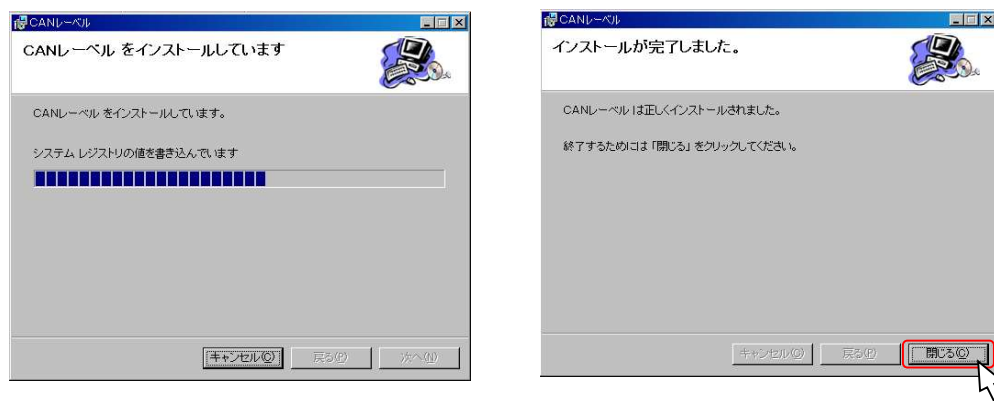 CANレーベル
CANレーベル をインストールしています
CANレーベル をインストールしています。
システム レジストリの値を書き込んでいます
キャンセル(C)
戻る(P)
次へ(N)
CANレーベル
インストールが完了しました。
CANレーベル は正しくインストールされました。
終了するためには 「閉じる」 をクリックしてください。
キャンセル(C)
戻る(P)
閉じる(C)